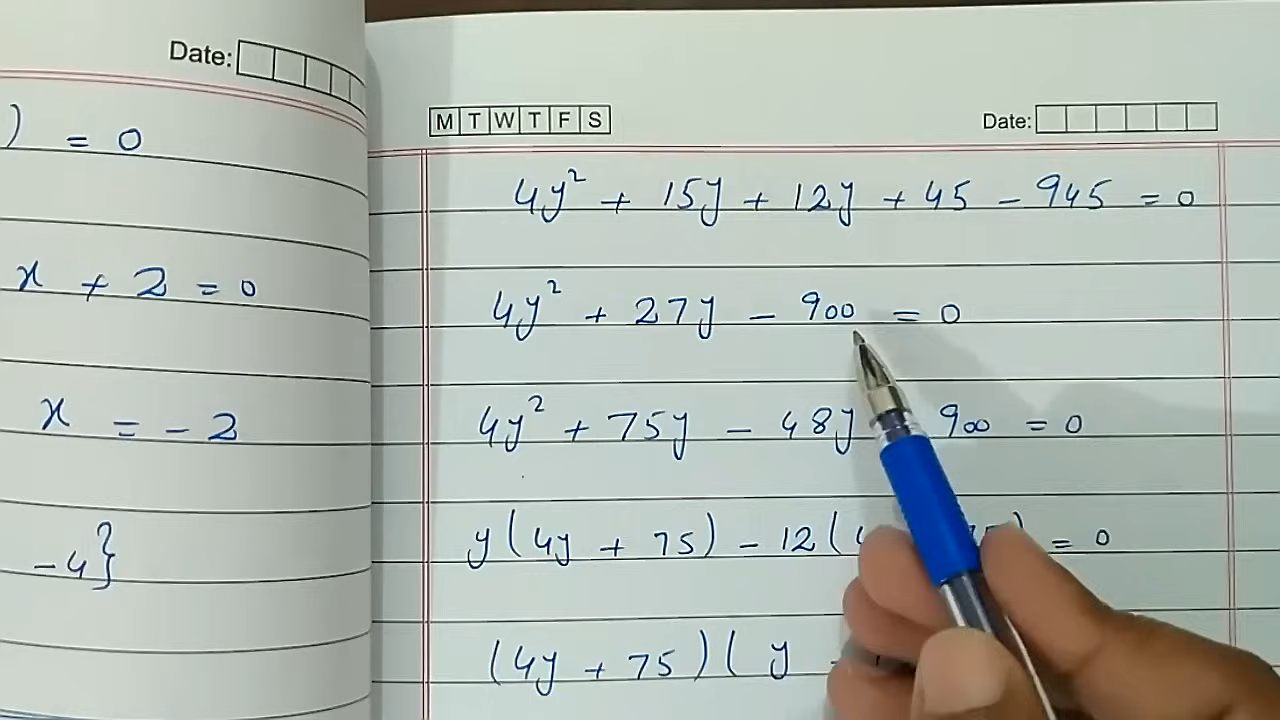 Date:
) = 0
x + 2 = 0
x = -2
-4}
M T W T F S
Date:
4y² + 15y + 12y + 45 - 945 = 0
4y² + 27y - 900 = 0
4y² + 75y - 48y 900 = 0
y(4y + 75) - 12( ) = 0
(4y + 75)(y